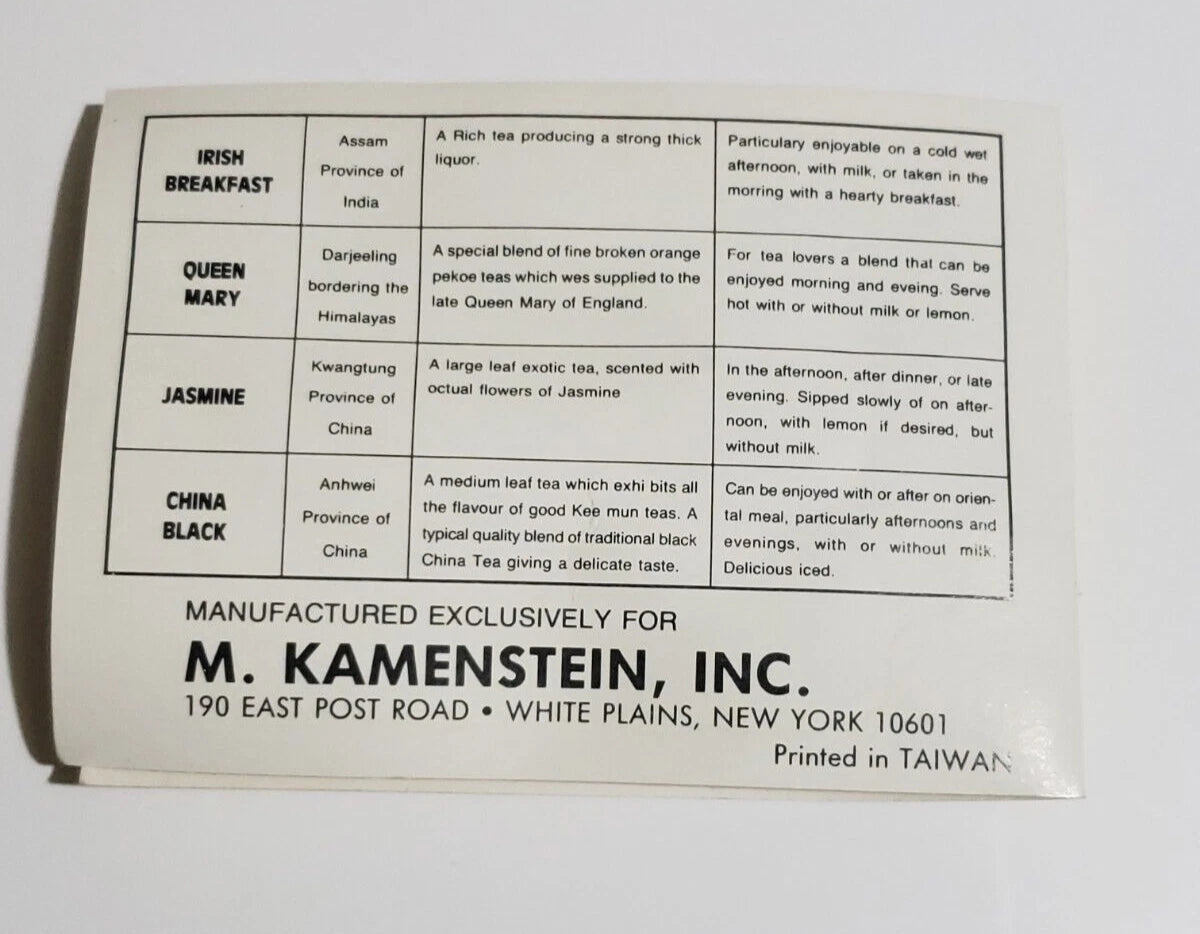 IRISH
BREAKFAST
Assam
Province of
India
A Rich tea producing a strong thick
liquor.
Particulary enjoyable on a cold wet
afternoon, with milk, or taken in the
morring with a hearty breakfast.
QUEEN
MARY
Darjeeling
bordering the
Himalayas
A special blend of fine broken orange
pekoe teas which wes supplied to the
late Queen Mary of England.
For tea lovers a blend that can be
enjoyed morning and eveing. Serve
hot with or without milk or lemon.
JASMINE
Kwangtung
Province of
China
A large leaf exotic tea, scented with
octual flowers of Jasmine
In the afternoon, after dinner, or late
evening. Sipped slowly of on after-
noon, with lemon if desired, but
without milk.
CHINA
BLACK
Anhwei
Province of
China
A medium leaf tea which exhi bits all
the flavour of good Kee mun teas. A
typical quality blend of traditional black
China Tea giving a delicate taste.
Can be enjoyed with or after on orien-
tal meal, particularly afternoons and
evenings, with or without milk.
Delicious iced.
MANUFACTURED EXCLUSIVELY FOR
M. KAMENSTEIN, INC.
190 EAST POST ROAD • WHITE PLAINS, NEW YORK 10601
Printed in TAIWAN